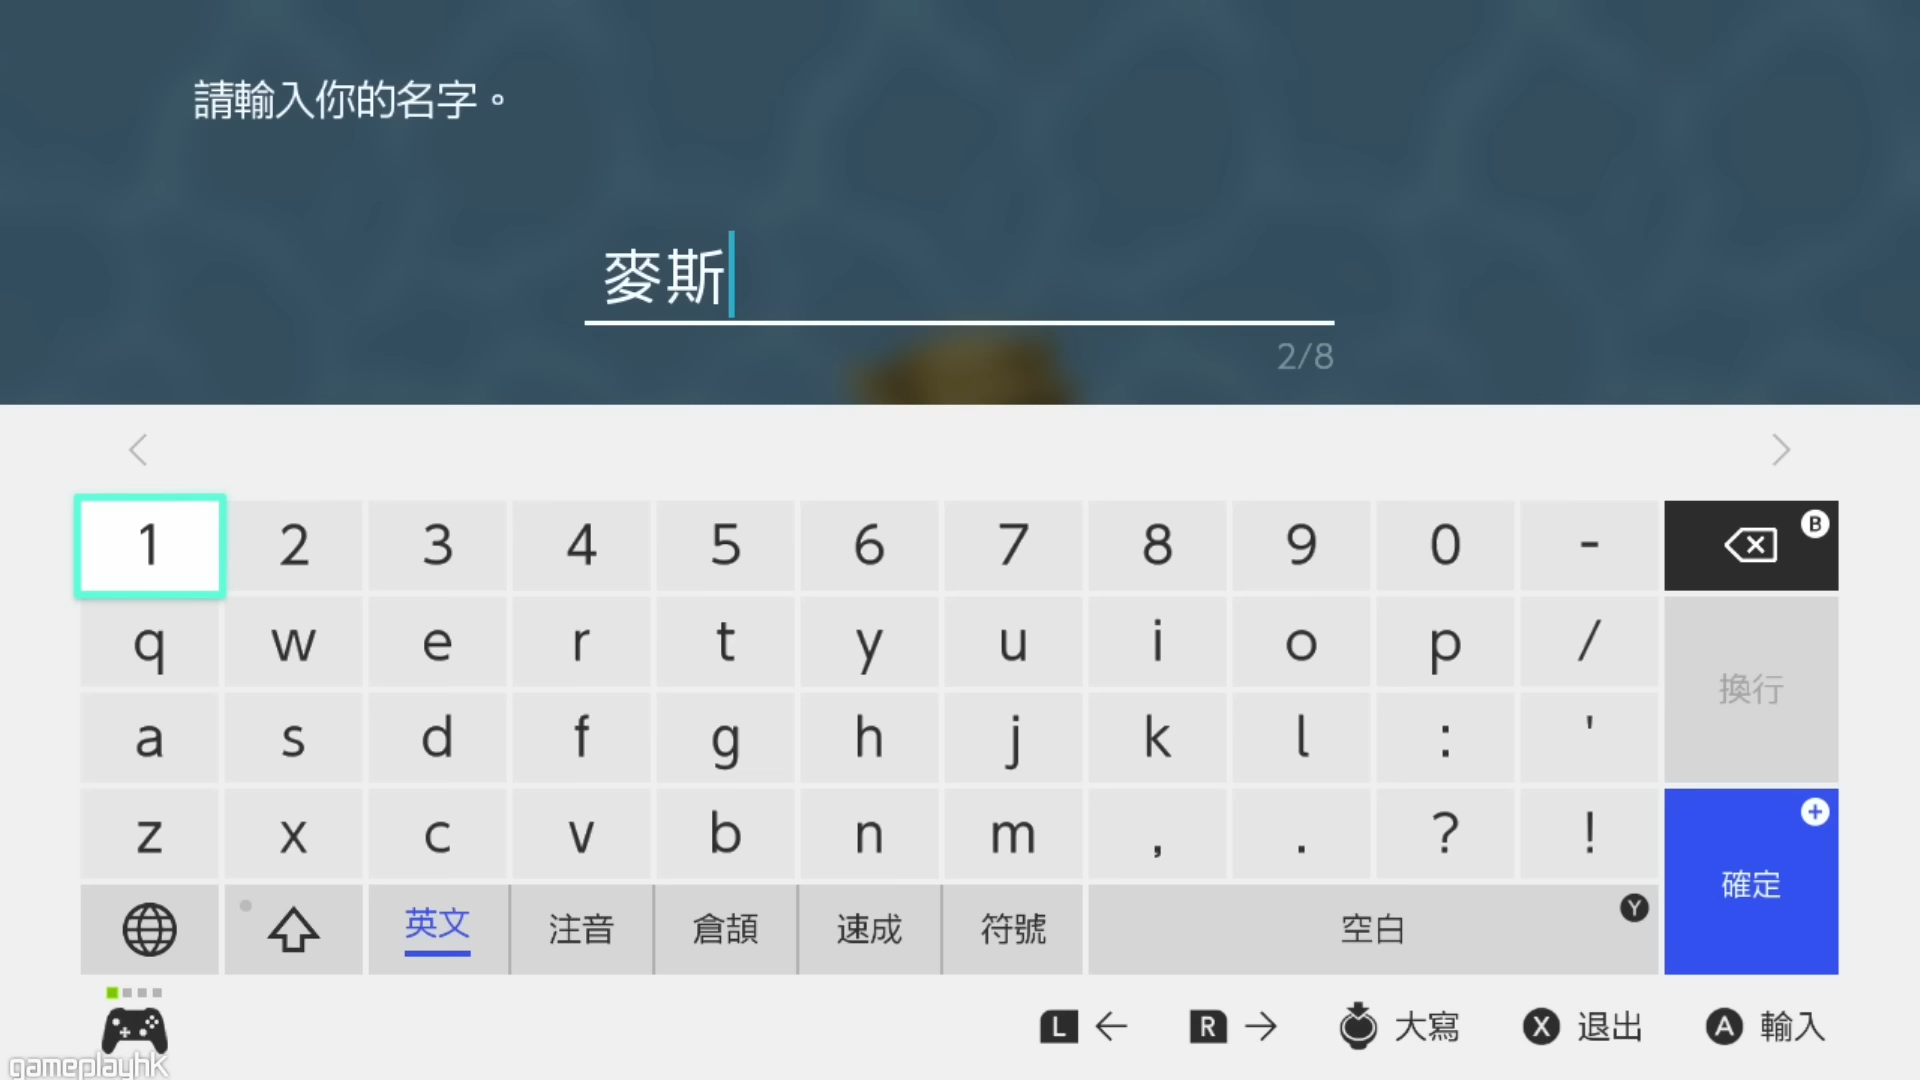 請輸入你的名字。
麥斯
2/8
1 2 3 4 5 6 7 8 9 0 - B
q w e r t y u i o p / 換行
a s d f g h j k l : '
z x c v b n m , . ? ! +
英文 注音 倉頡 速成 符號 空白 Y 確定
L ← R → 大寫 X 退出 A 輸入
gameplayhk